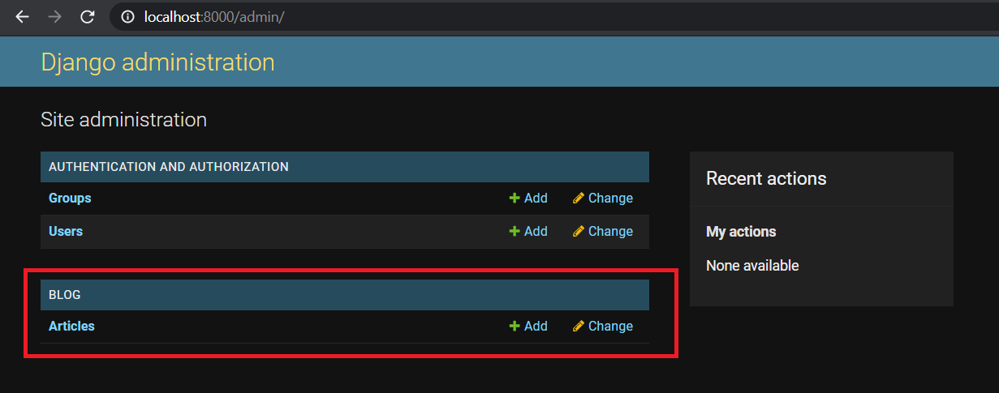 localhost:8000/admin/
Django administration
Site administration
AUTHENTICATION AND AUTHORIZATION
Groups Add Change
Users Add Change
BLOG
Articles Add Change
Recent actions
My actions
None available